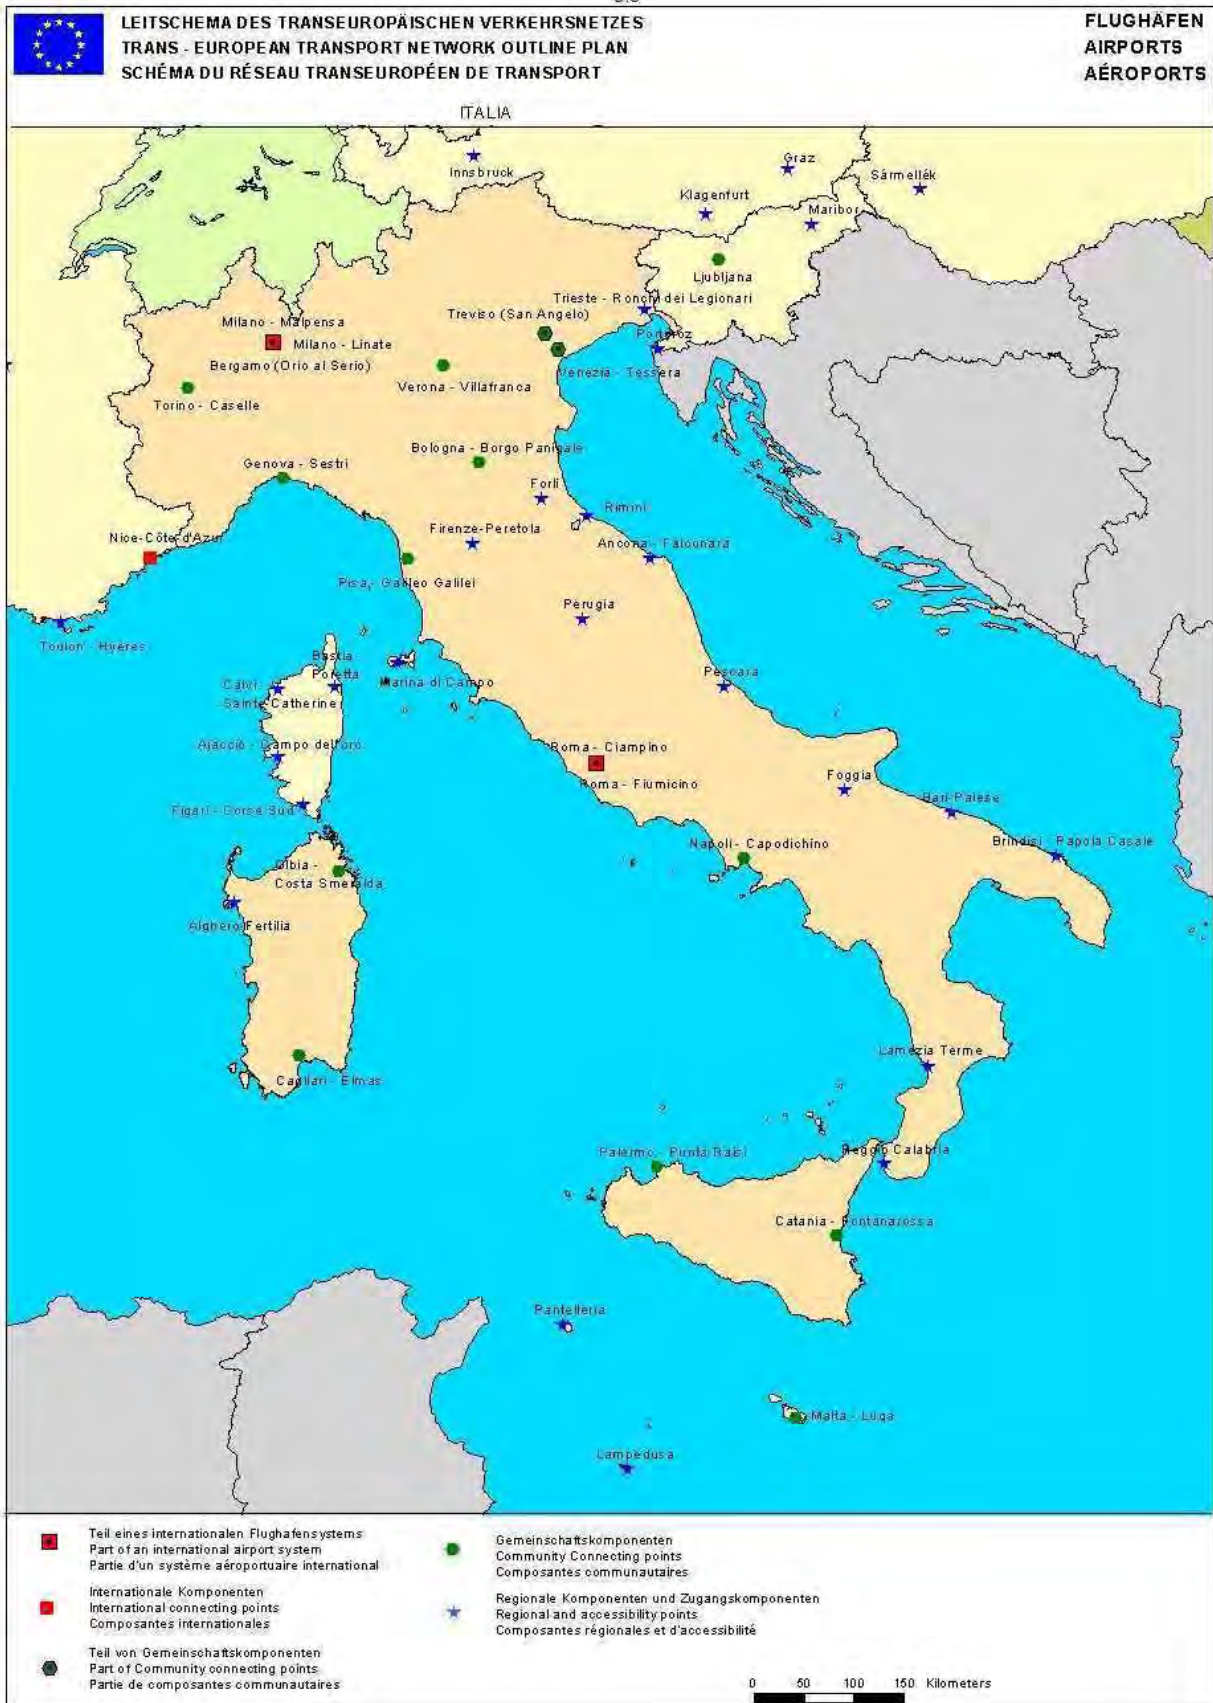 LEITSCHEMA DES TRANSEUROPÄISCHEN VERKEHRSNETZES
TRANS - EUROPEAN TRANSPORT NETWORK OUTLINE PLAN
SCHÉMA DU RÉSEAU TRANSEUROPÉEN DE TRANSPORT
FLUGHÄFEN
AIRPORTS
AÉROPORTS
ITALIA
Innsbruck
Graz
Sármellék
Klagenfurt
Maribor
Ljubljana
Trieste - Ronchi dei Legionari
Treviso (San Angelo)
Portoroz
Venezia - Tessera
Milano - Malpensa
Milano - Linate
Bergamo (Orio al Serio)
Verona - Villafranca
Torino - Caselle
Bologna - Borgo Panigale
Genova - Sestri
Forlì
Rimini
Firenze-Peretola
Ancona - Falconara
Nice-Côte d'Azur
Pisa - Galileo Galilei
Perugia
Toulon - Hyères
Bastia
Poretta
Marina di Campo
Pescara
Calvi
Sainte Catherine
Ajaccio - Campo dell'oro
Roma - Ciampino
Roma - Fiumicino
Foggia
Bari-Palese
Figari - Corse Sud
Napoli - Capodichino
Brindisi - Papola Casale
Olbia -
Costa Smeralda
Alghero Fertilia
Cagliari - Elmas
Lamezia Terme
Reggio Calabria
Palermo - Punta Raisi
Catania - Fontanarossa
Pantelleria
Malta - Luqa
Lampedusa
Teil eines internationalen Flughafensystems
Part of an international airport system
Partie d'un système aéroportuaire international
Internationale Komponenten
International connecting points
Composantes internationales
Teil von Gemeinschaftskomponenten
Part of Community connecting points
Partie de composantes communautaires
Gemeinschaftskomponenten
Community Connecting points
Composantes communautaires
Regionale Komponenten und Zugangskomponenten
Regional and accessibility points
Composantes régionales et d'accessibilité
0 50 100 150 Kilometers